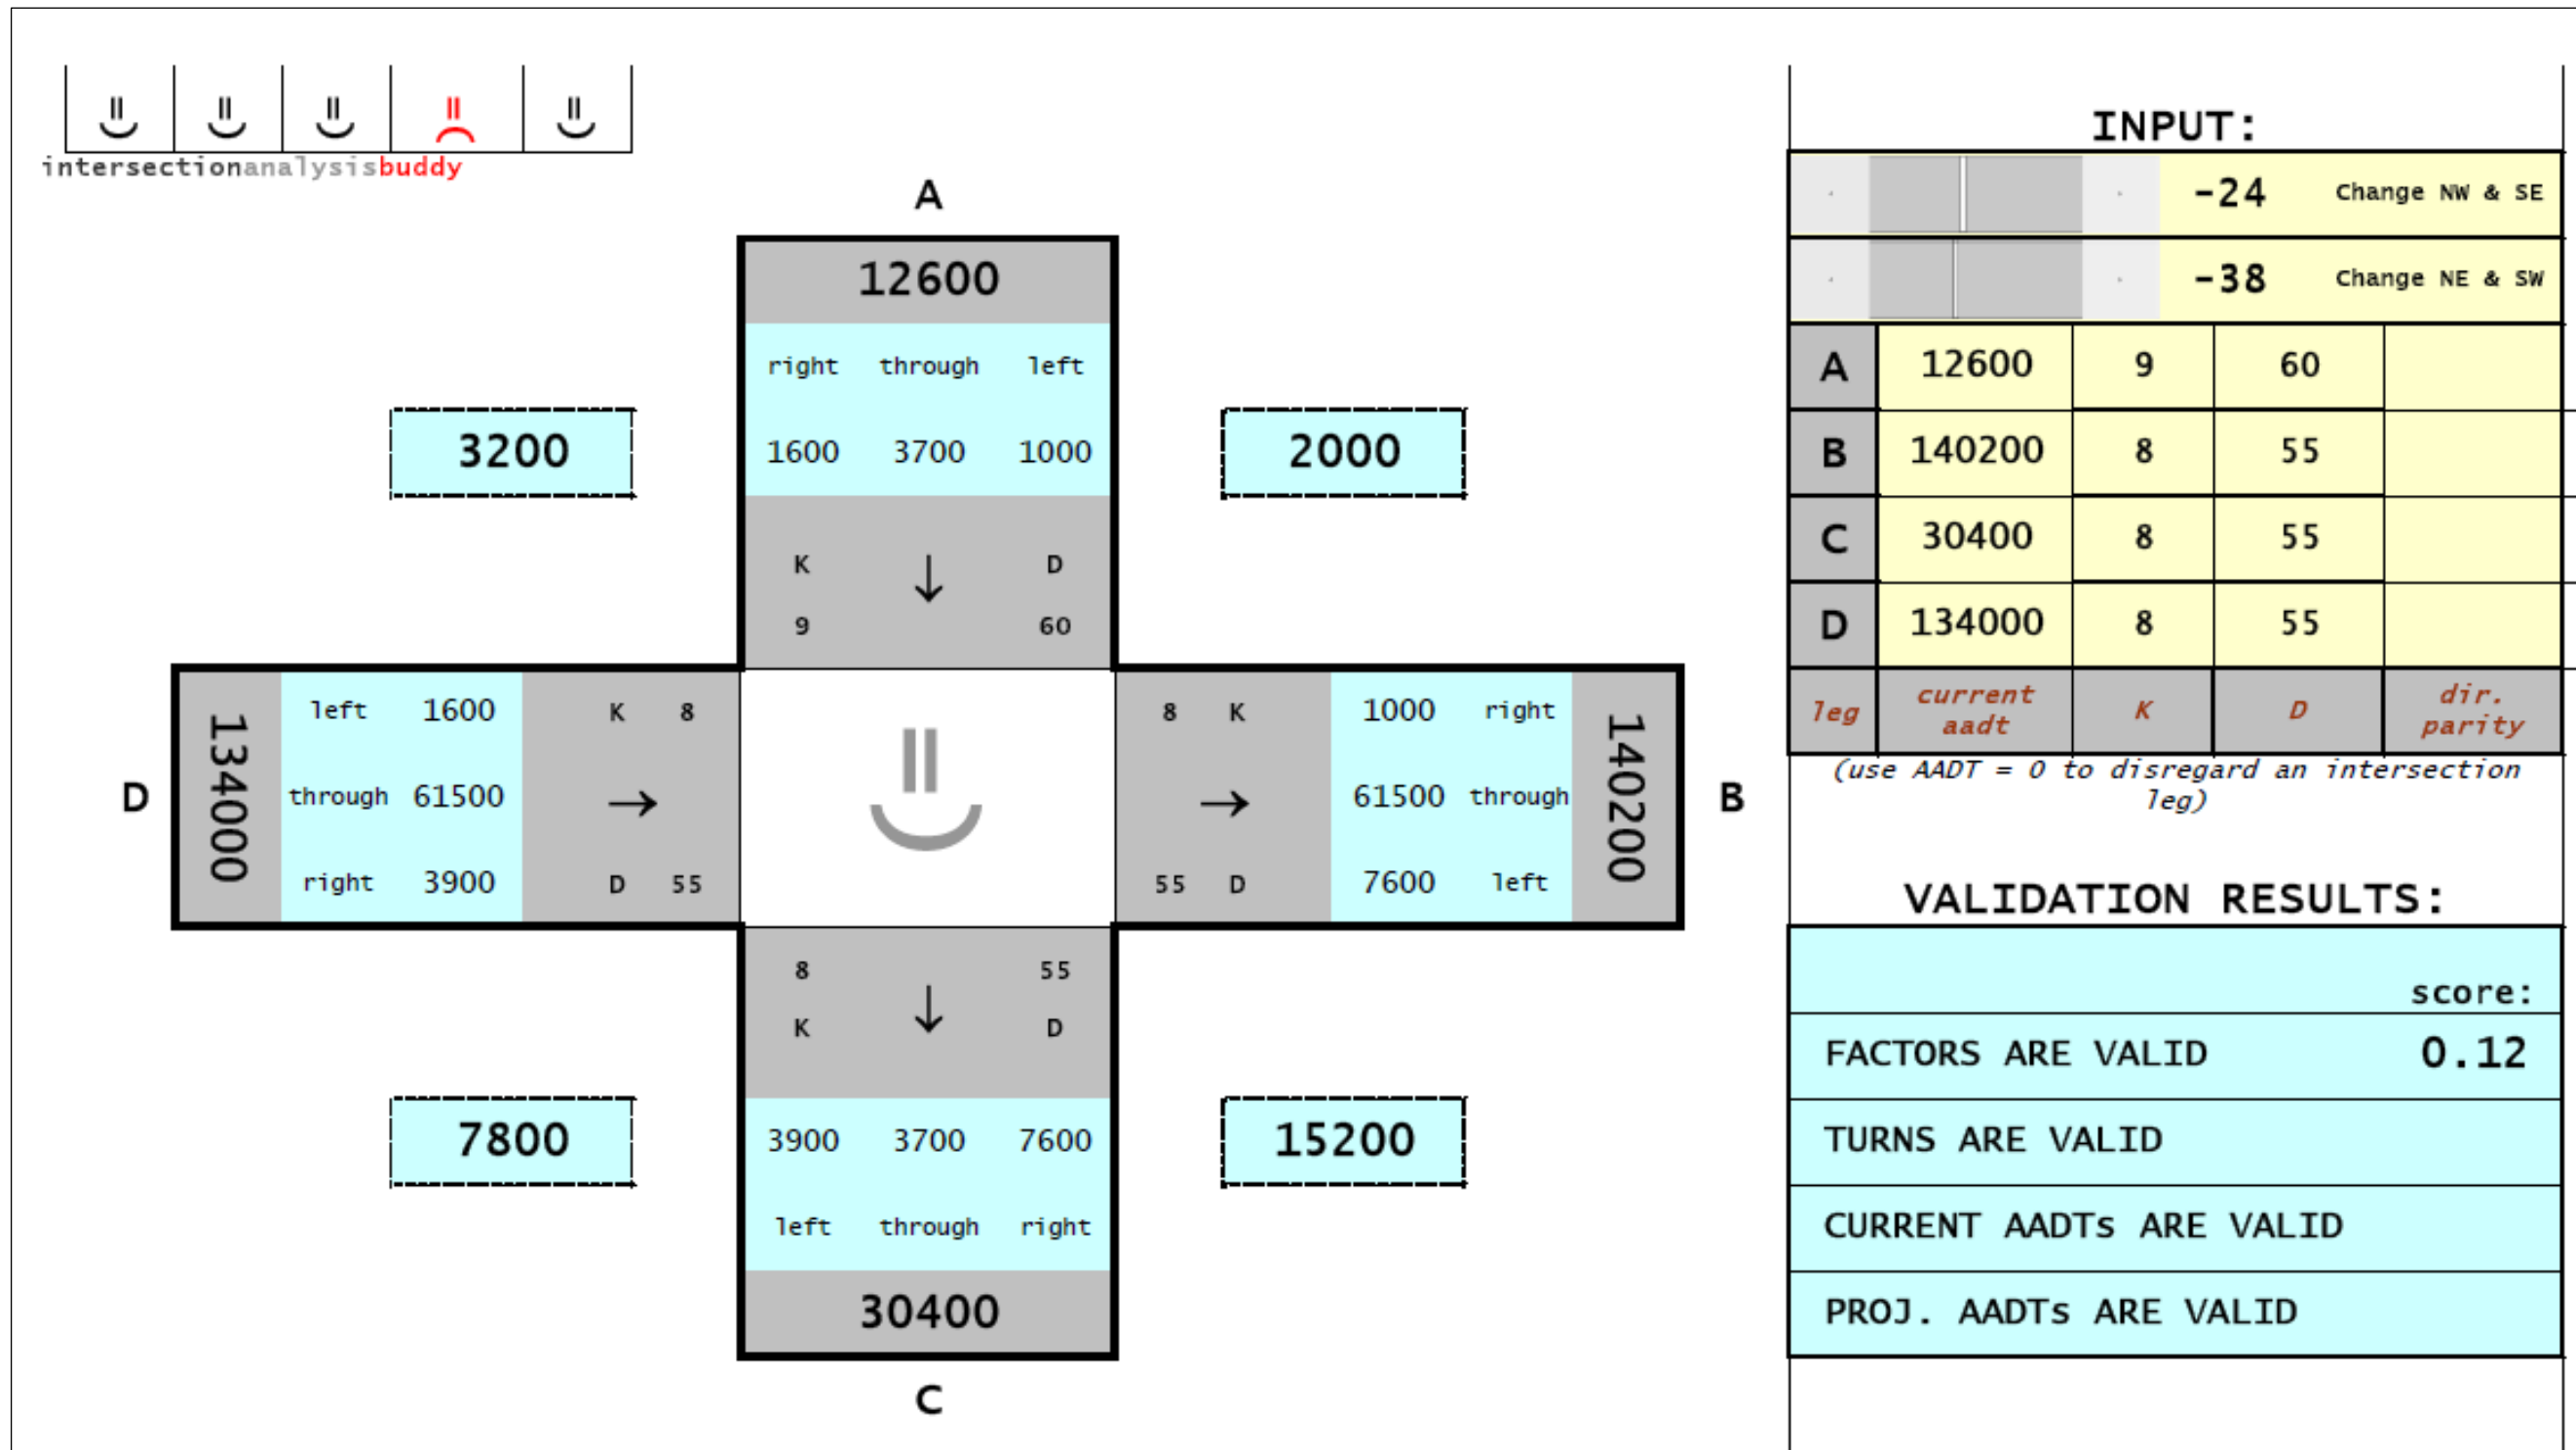 intersectionanalysisbuddy
A
12600
right through left
1600 3700 1000
K D
9 60
3200
2000
D
134000
left 1600
through 61500
right 3900
K 8
D 55
8 K
55 D
1000 right
61500 through
7600 left
140200
B
8 55
K D
3900 3700 7600
left through right
30400
C
7800
15200
INPUT:
-24 Change NW & SE
-38 Change NE & SW
A 12600 9 60
B 140200 8 55
C 30400 8 55
D 134000 8 55
leg current aadt K D dir. parity
(use AADT = 0 to disregard an intersection
leg)
VALIDATION RESULTS:
score:
FACTORS ARE VALID 0.12
TURNS ARE VALID
CURRENT AADTs ARE VALID
PROJ. AADTs ARE VALID